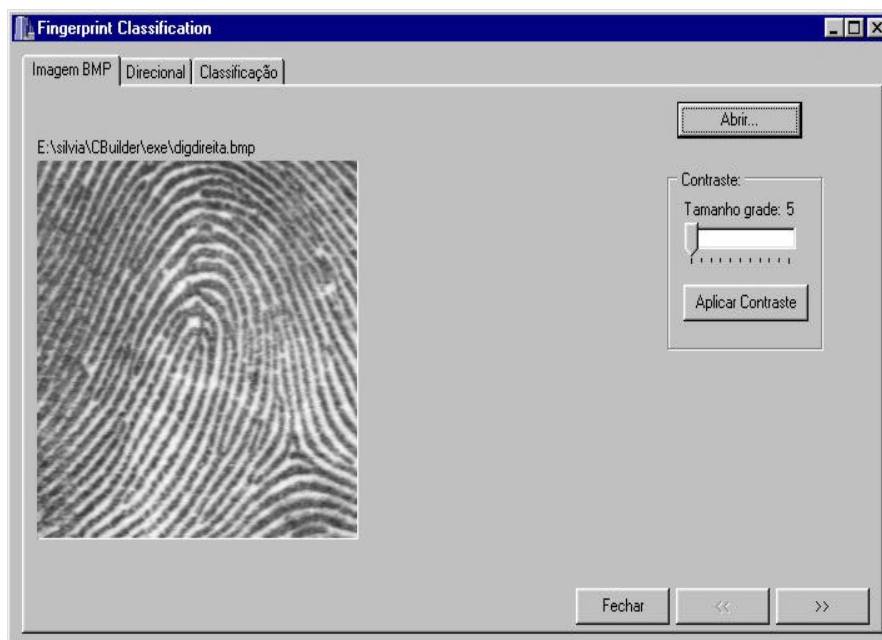 Fingerprint Classification
Imagem BMP Direcional Classificação
Abrir...
E:\silvia\CBuilder\exe\digdireita.bmp
Contraste:
Tamanho grade: 5
Aplicar Contraste
Fechar << >>